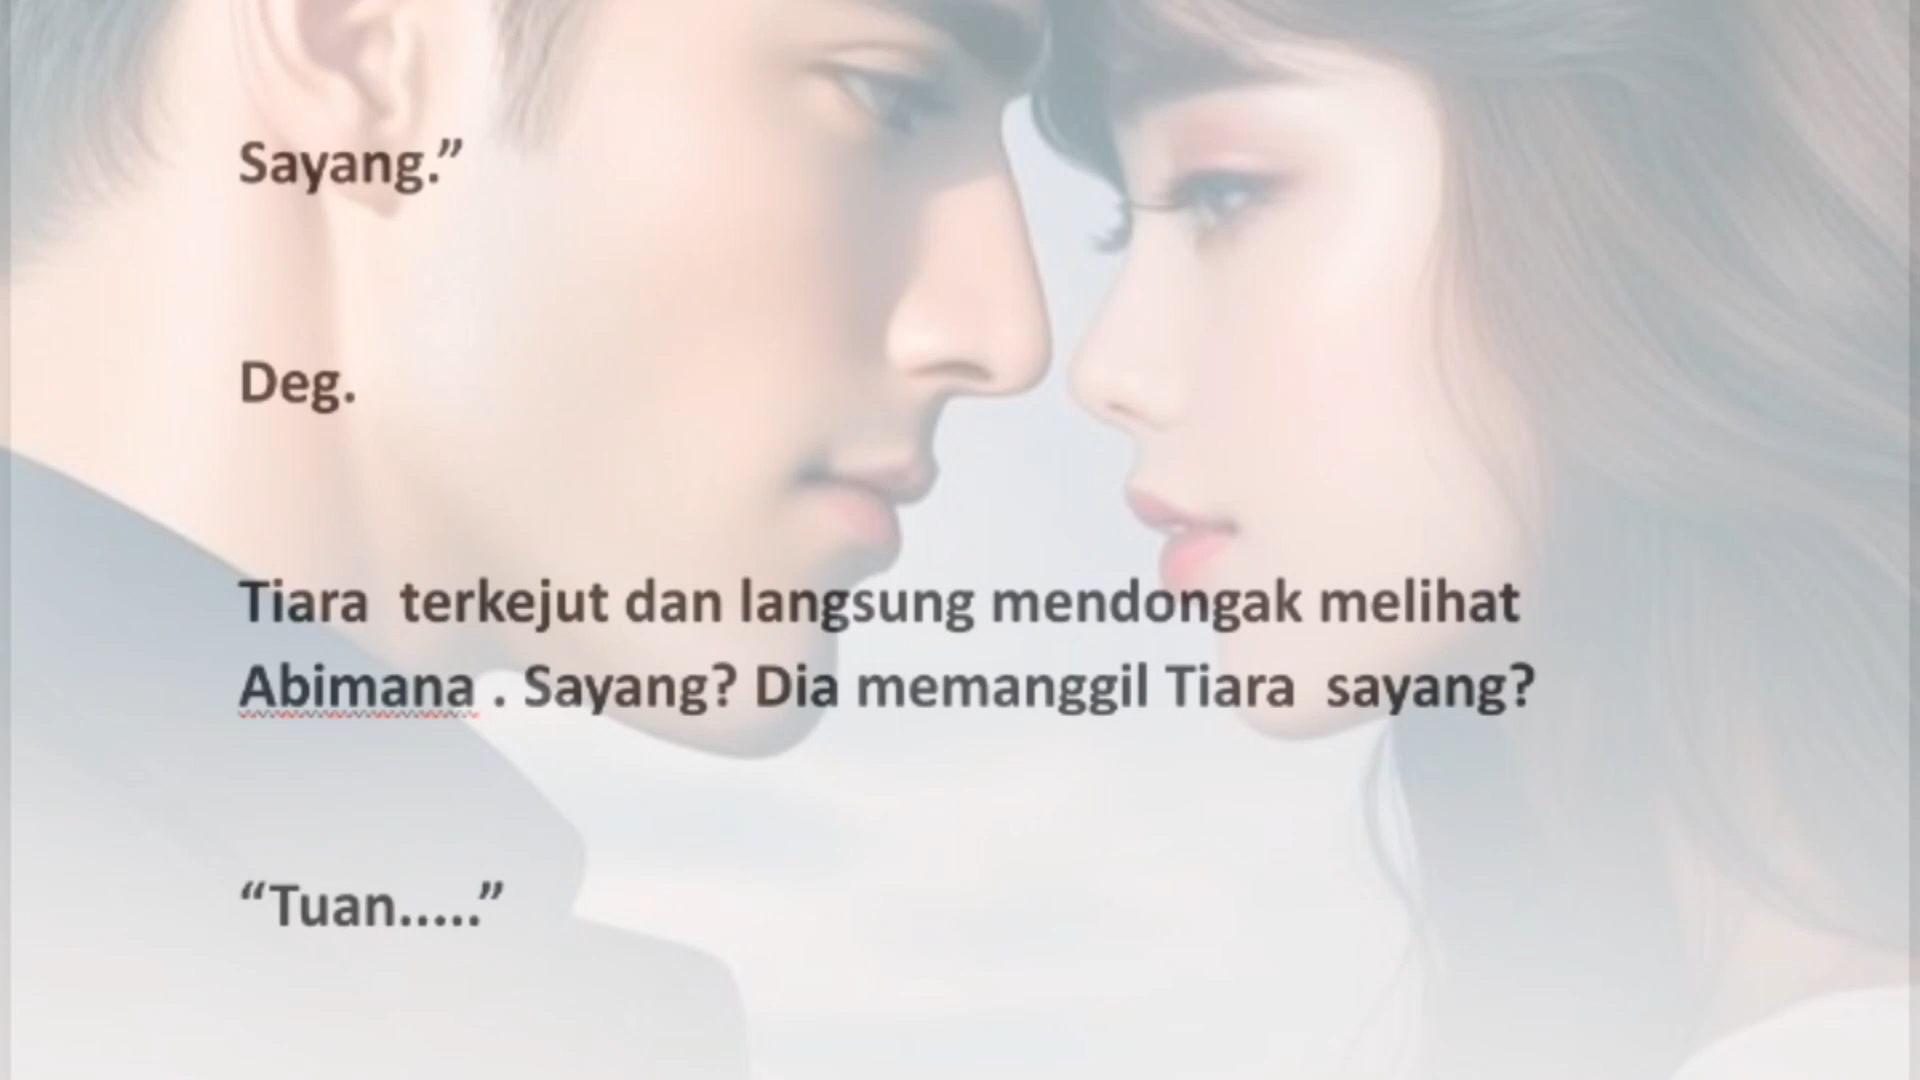 Sayang.”
Deg.
Tiara  terkejut dan langsung mendongak melihat
Abimana . Sayang? Dia memanggil Tiara  sayang?
“Tuan.....”